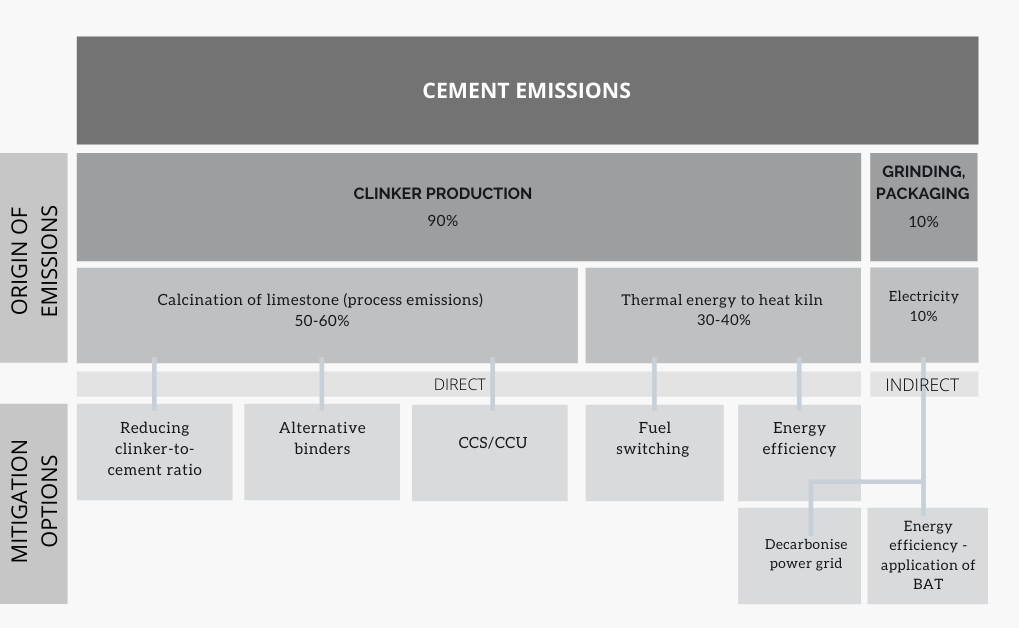 CEMENT EMISSIONS
ORIGIN OF
EMISSIONS
CLINKER PRODUCTION
90%
GRINDING,
PACKAGING
10%
Calcination of limestone (process emissions)
50-60%
Thermal energy to heat kiln
30-40%
Electricity
10%
DIRECT
INDIRECT
MITIGATION
OPTIONS
Reducing
clinker-to-
cement ratio
Alternative
binders
CCS/CCU
Fuel
switching
Energy
efficiency
Decarbonise
power grid
Energy
efficiency -
application of
BAT